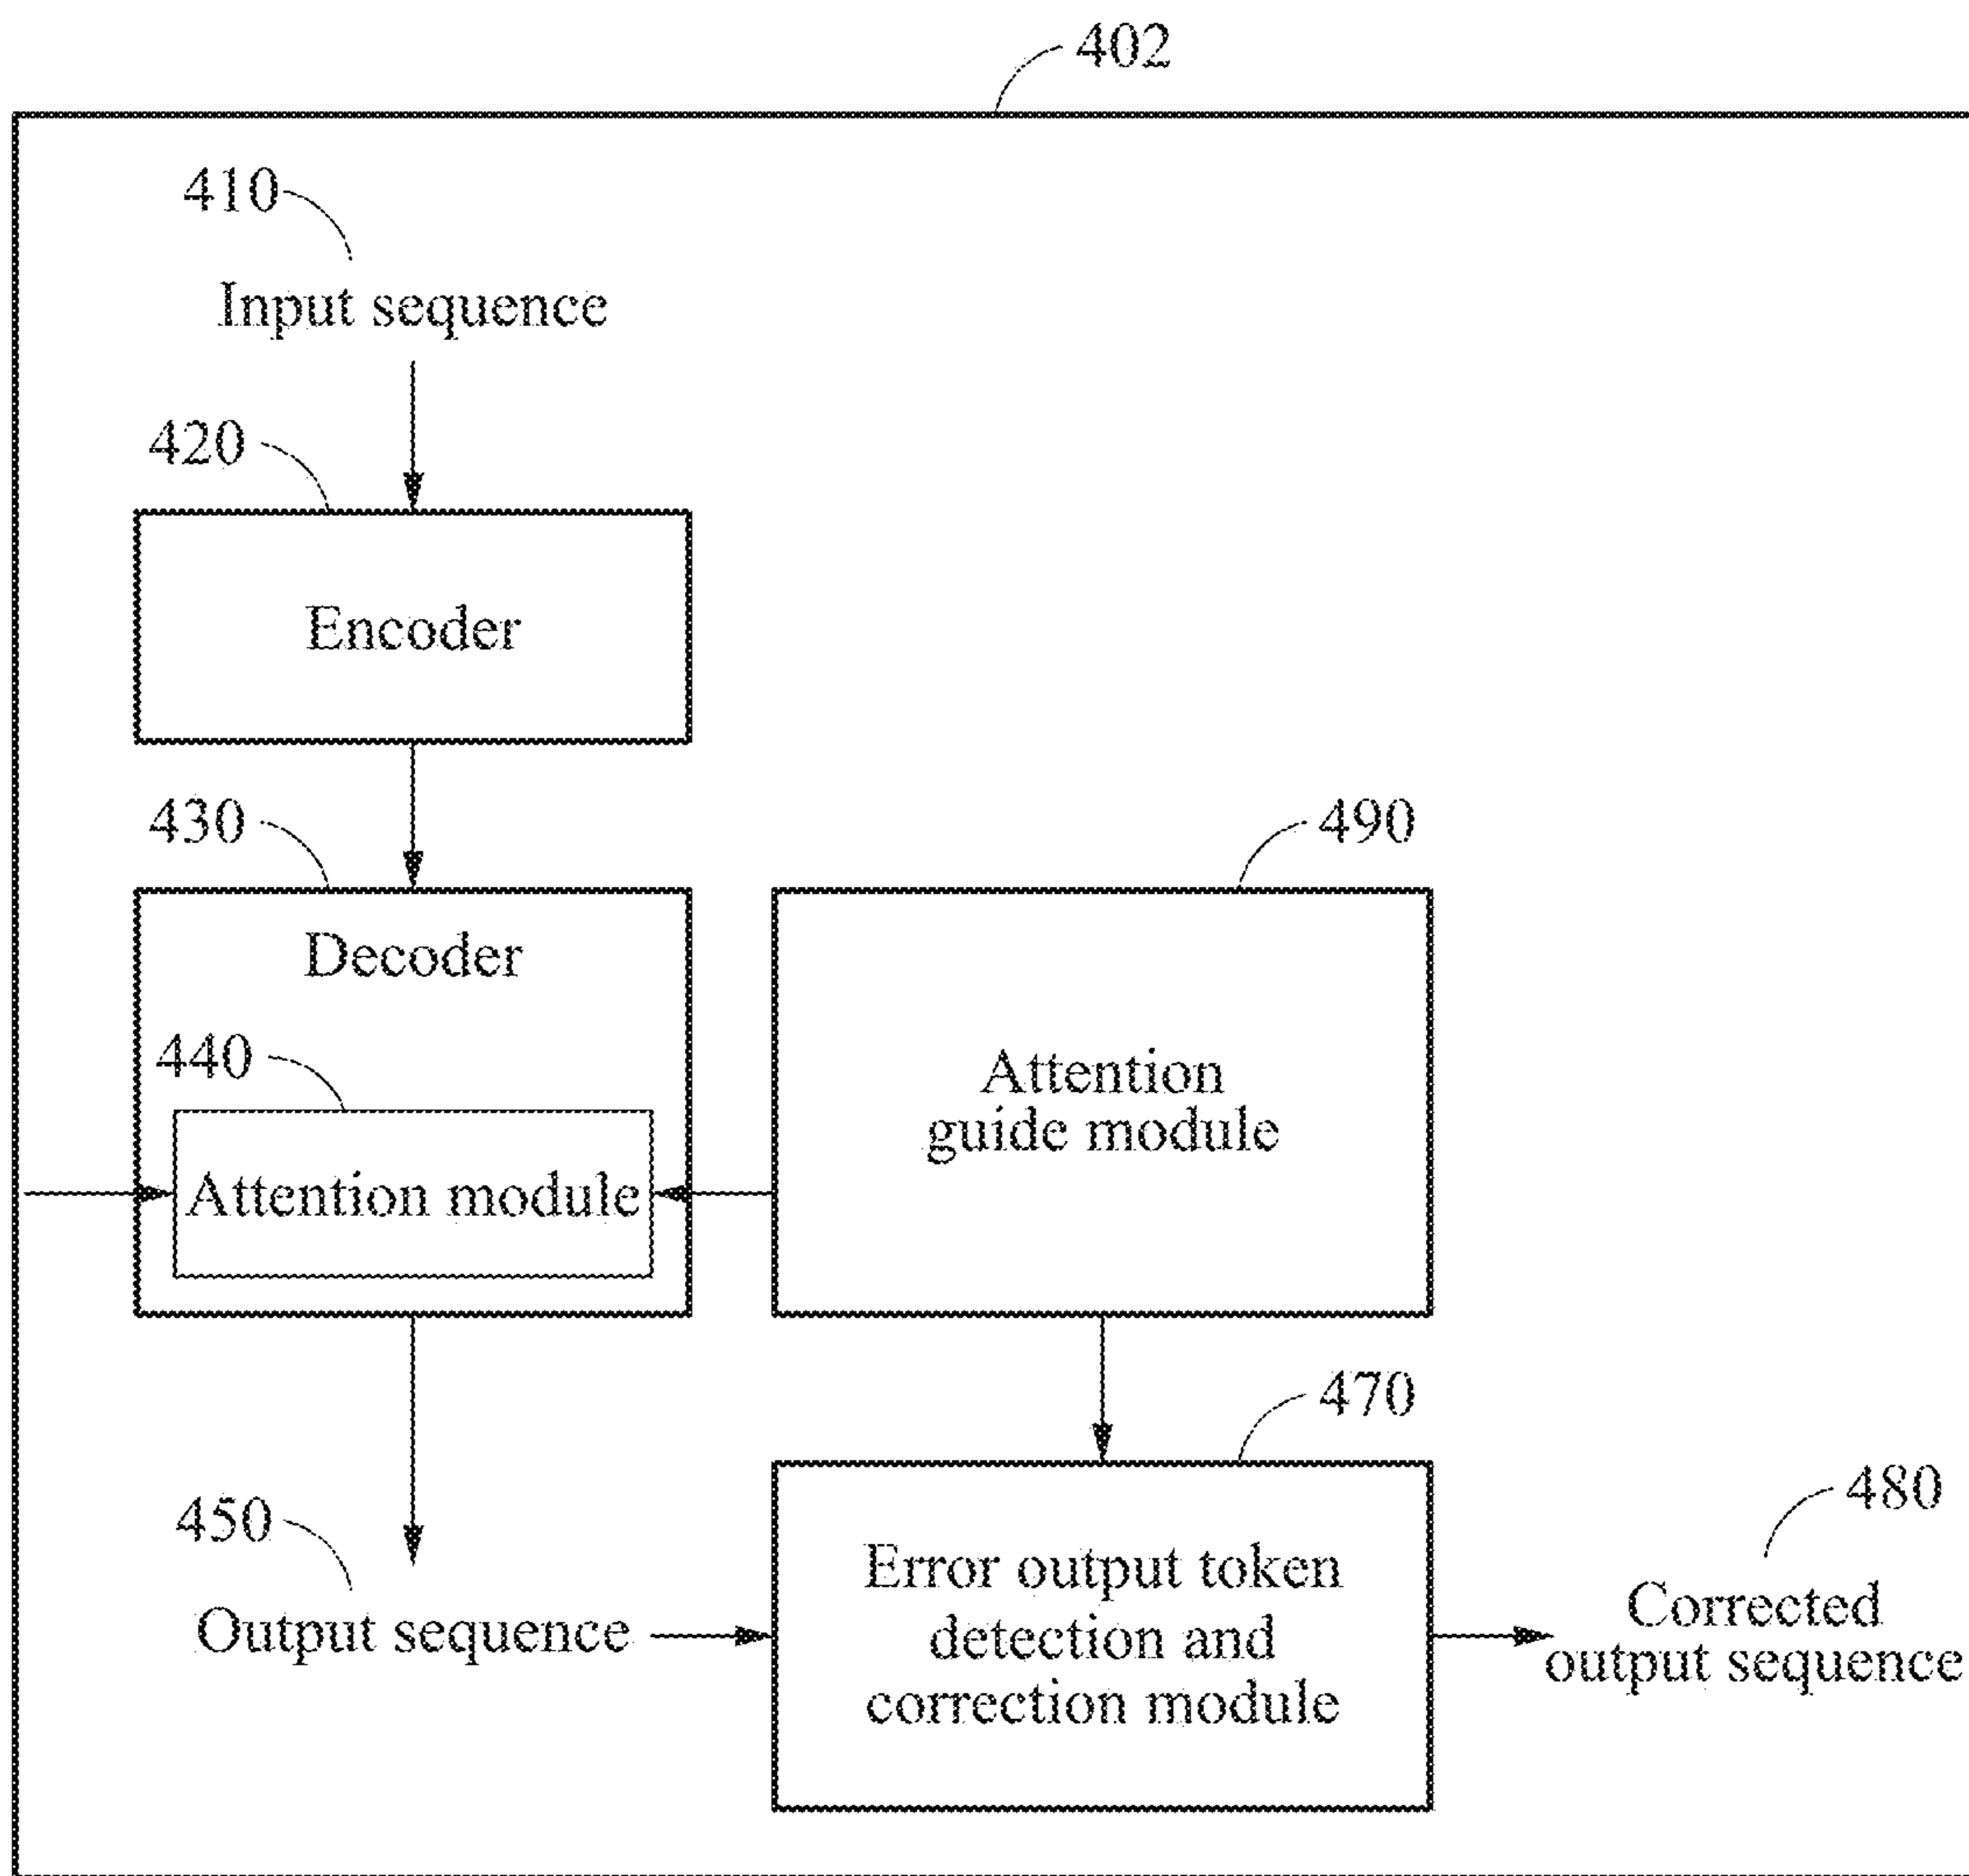 402
410
Input sequence
420
Encoder
430
490
Decoder
440
Attention
guide module
Attention module
470
450
480
Error output token
detection and
correction module
Output sequence
Corrected
output sequence